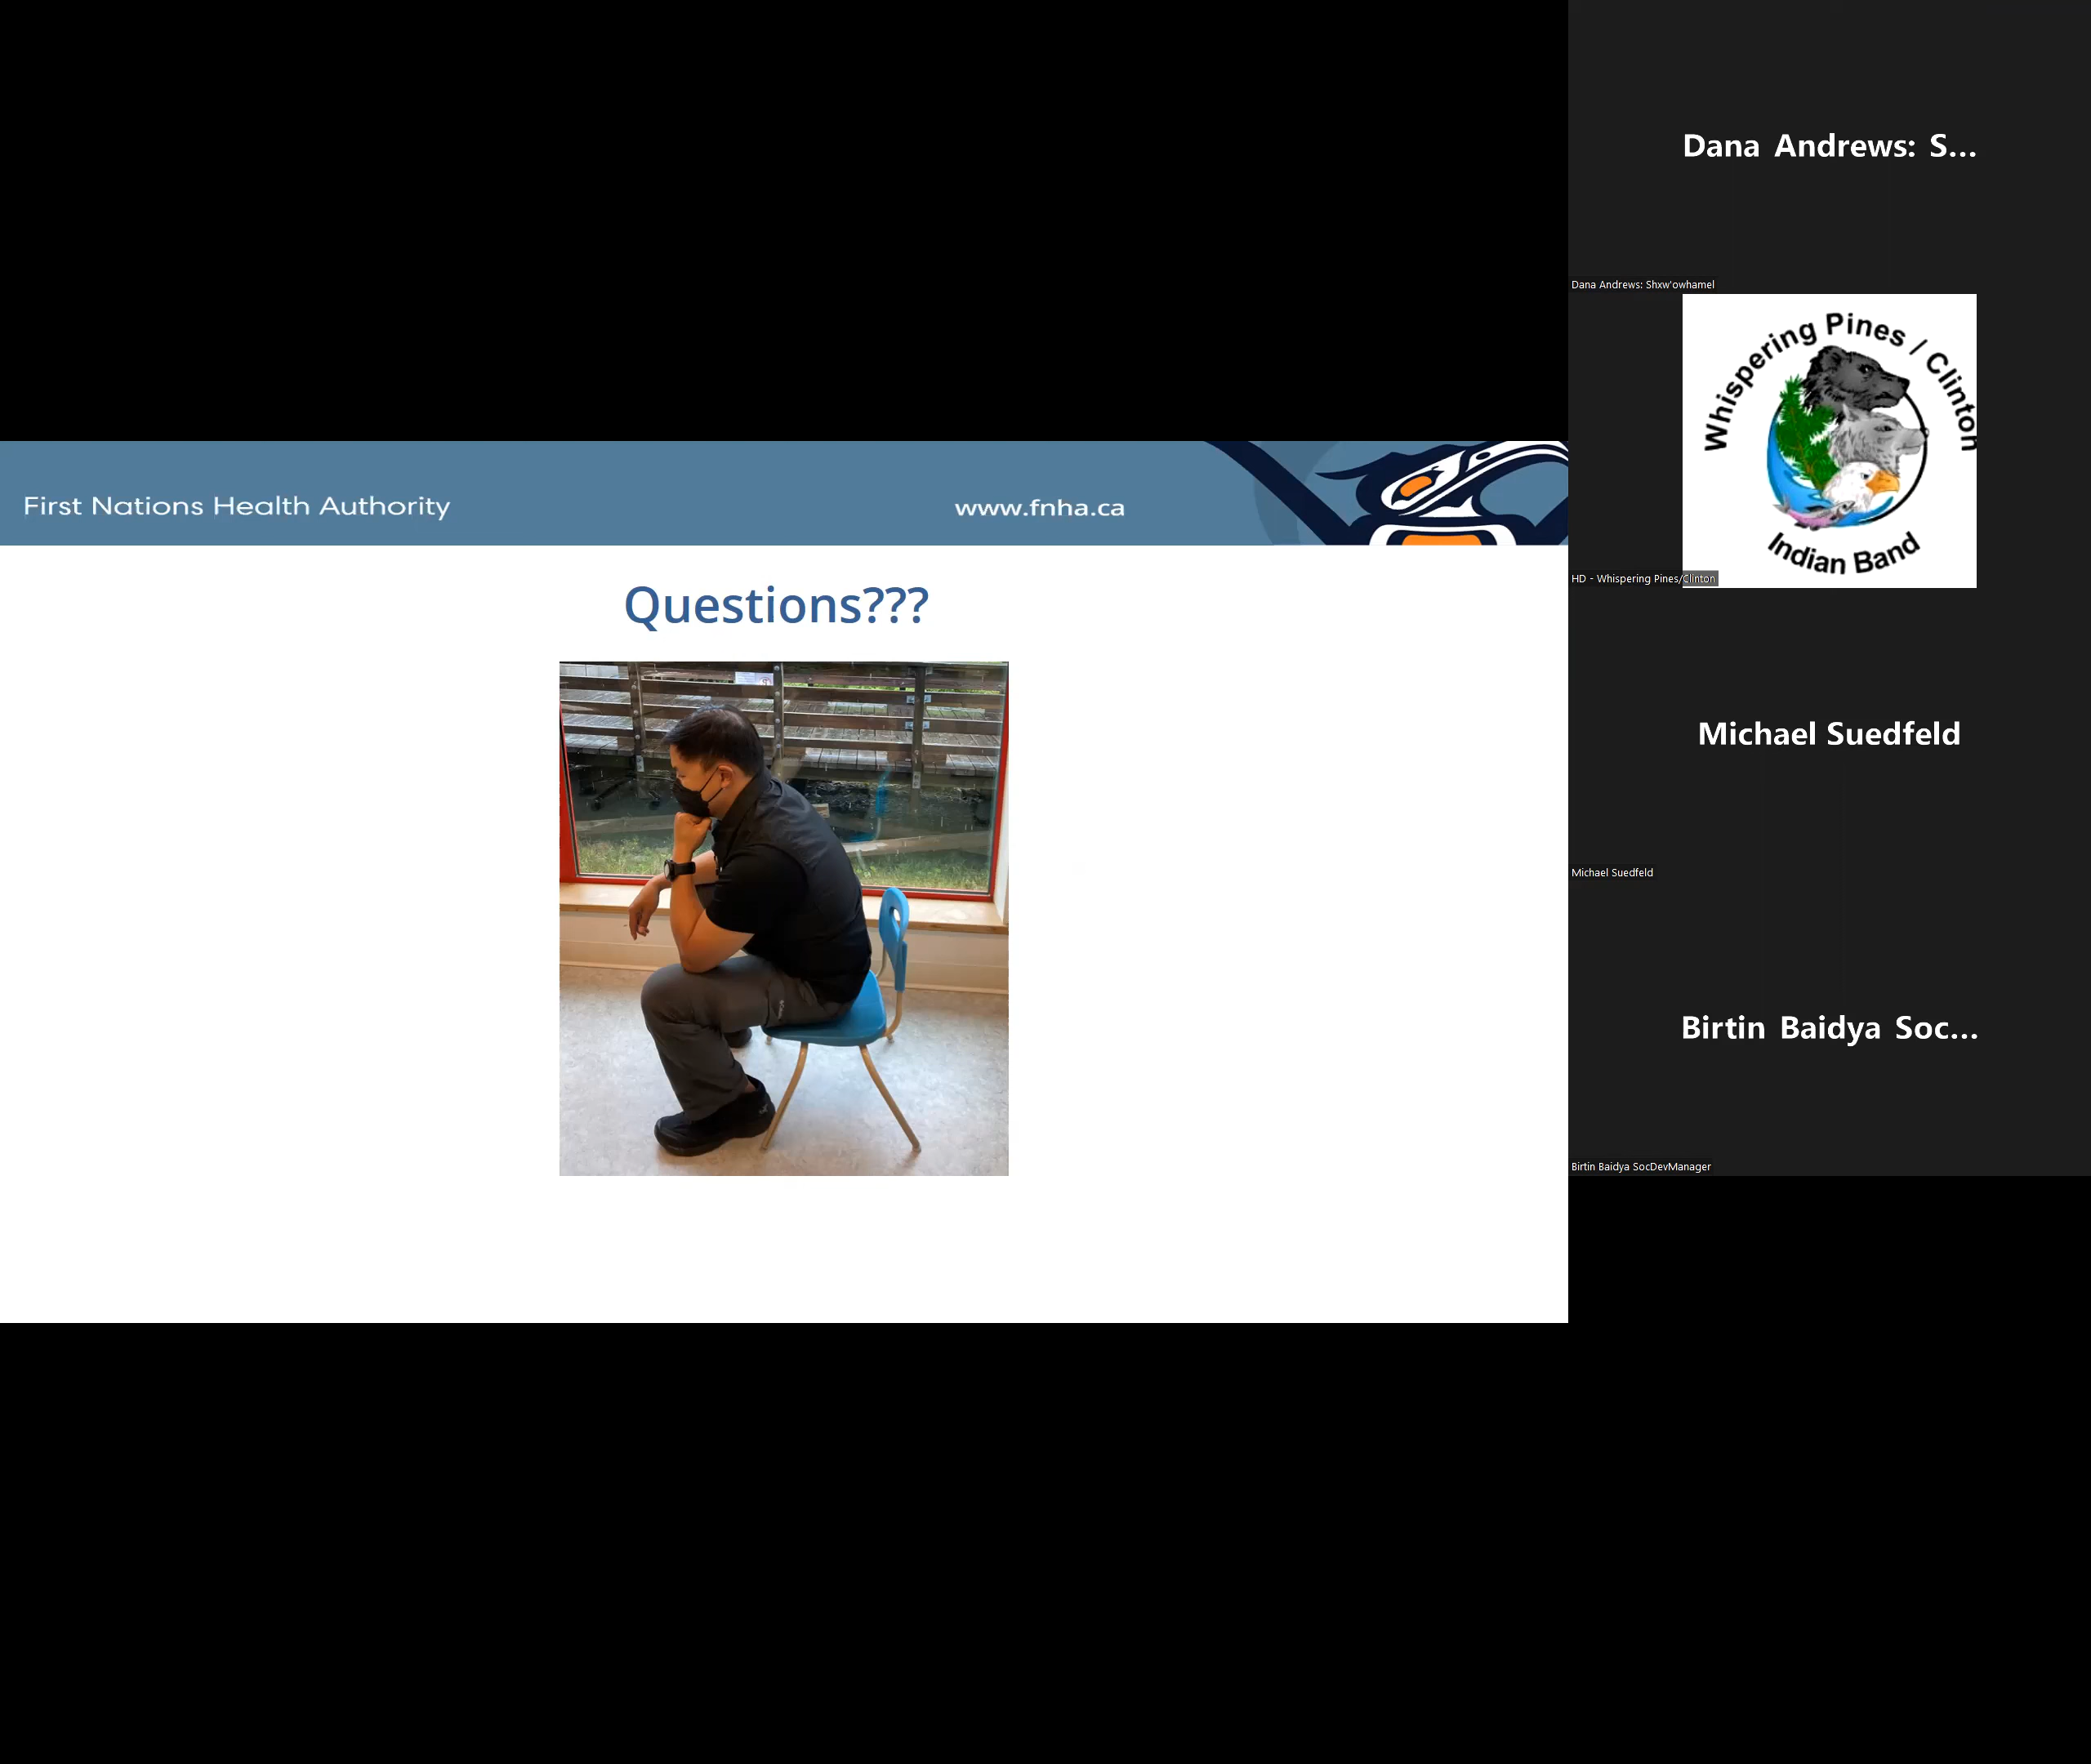 First Nations Health Authority
www.fnha.ca
Questions???
Dana Andrews: S...
Dana Andrews: Shxw'owhamel
Whispering Pines / Clinton
Indian Band
HD - Whispering Pines/Clinton
Michael Suedfeld
Michael Suedfeld
Birtin Baidya Soc...
Birtin Baidya SocDevManager